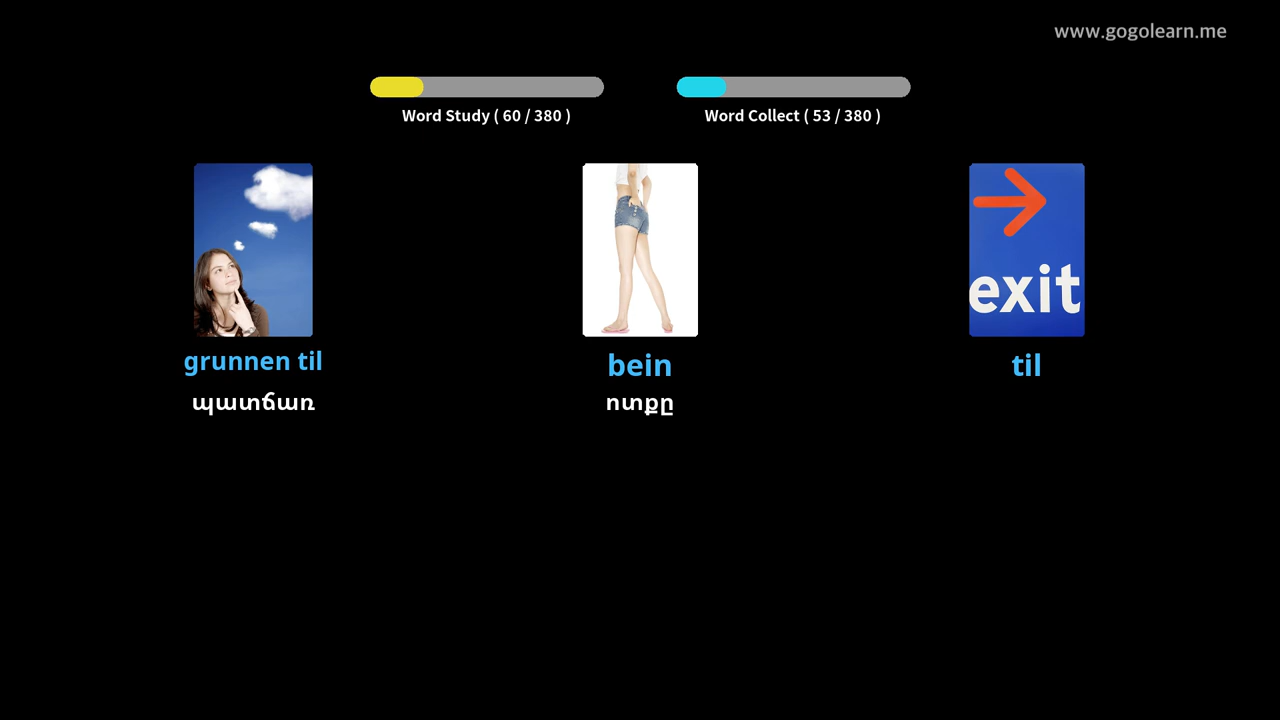 www.gogolearn.me
Word Study ( 60 / 380 )
Word Collect ( 53 / 380 )
exit
grunnen til
bein
til
պատճառ
ոտքը